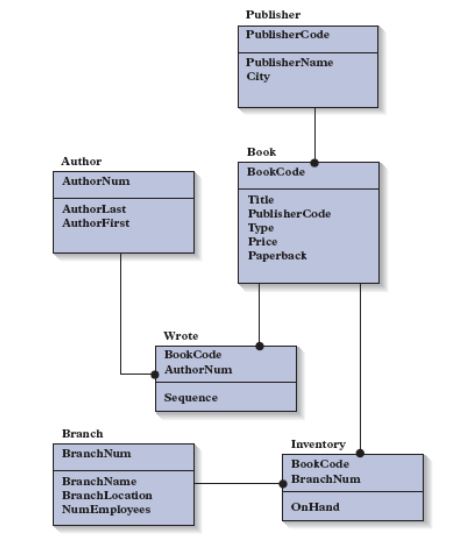 Publisher
PublisherCode
PublisherName
City
Book
BookCode
Title
PublisherCode
Type
Price
Paperback
Author
AuthorNum
AuthorLast
AuthorFirst
Wrote
BookCode
AuthorNum
Sequence
Branch
BranchNum
BranchName
BranchLocation
NumEmployees
Inventory
BookCode
BranchNum
OnHand